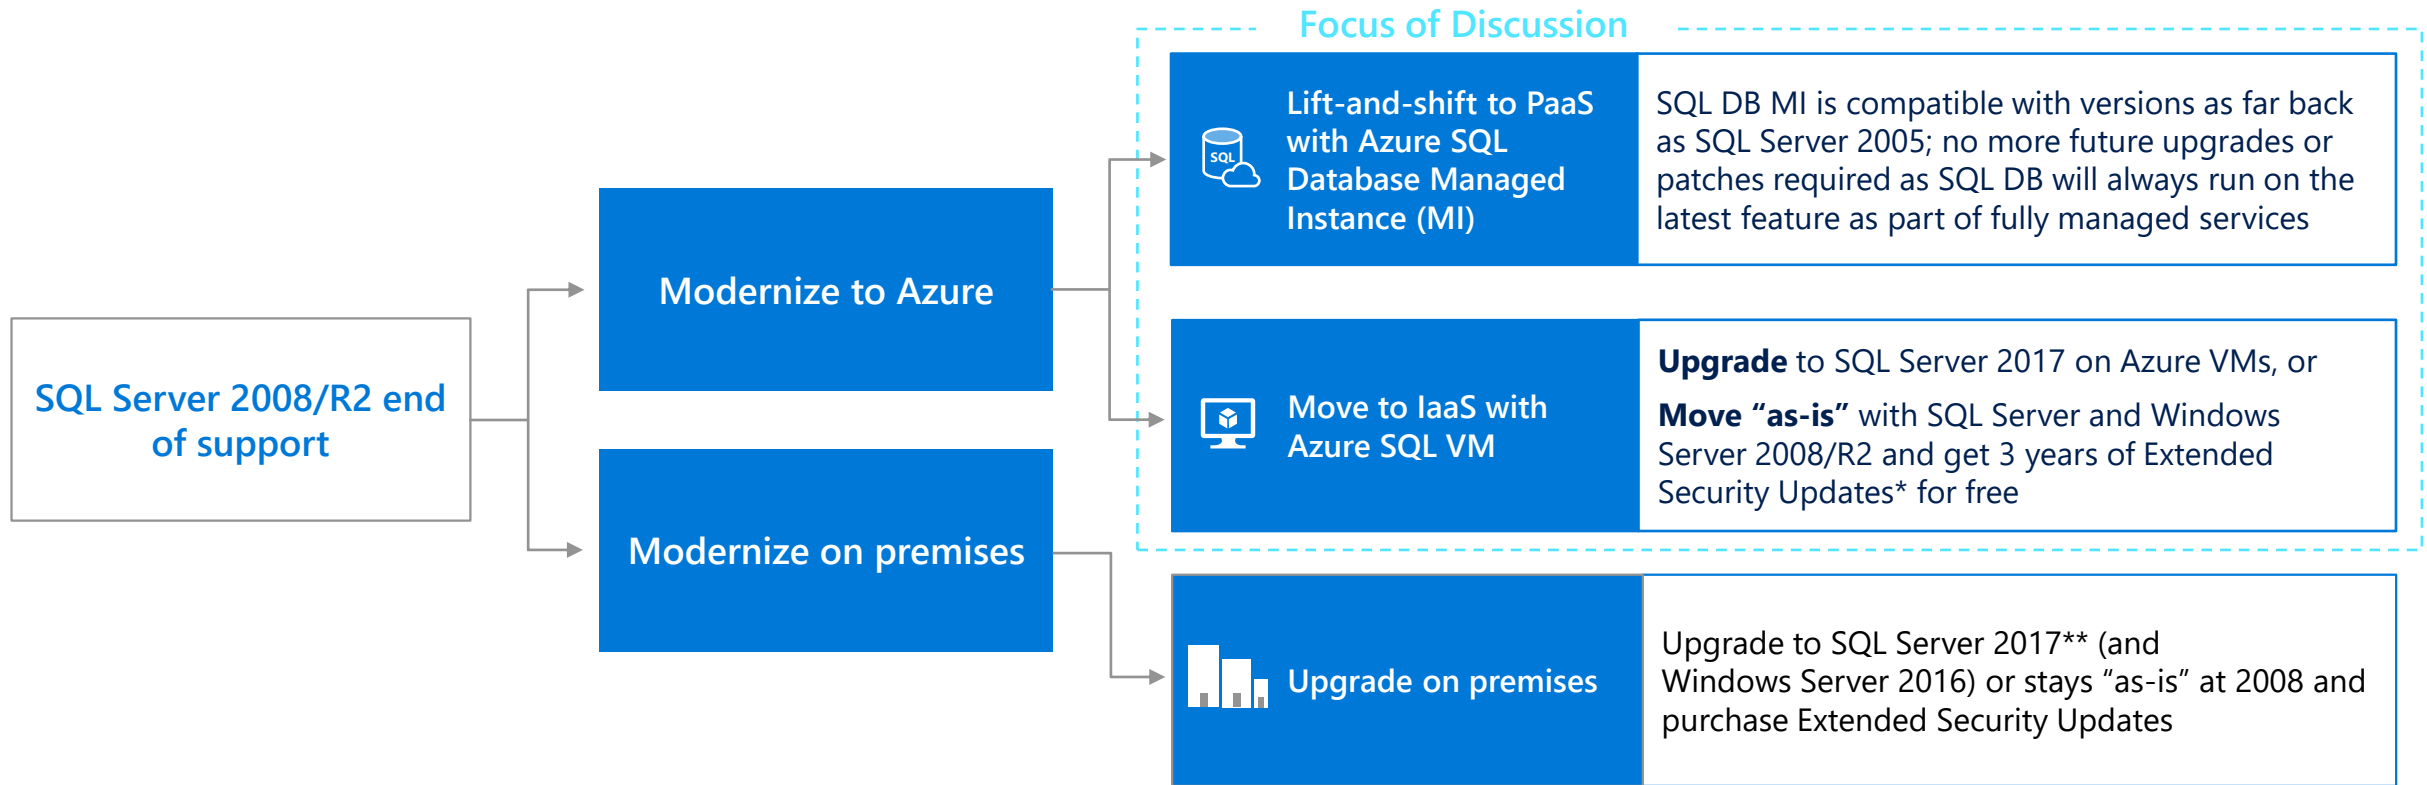 Focus of Discussion
Lift-and-shift to PaaS
with Azure SQL
Database Managed
Instance (MI)
SQL
SQL DB MI is compatible with versions as far back
as SQL Server 2005; no more future upgrades or
patches required as SQL DB will always run on the
latest feature as part of fully managed services
Modernize to Azure
SQL Server 2008/R2 end
of support
Move to IaaS with
Azure SQL VM
Upgrade to SQL Server 2017 on Azure VMs, or
Move “as-is” with SQL Server and Windows
Server 2008/R2 and get 3 years of Extended
Security Updates* for free
Modernize on premises
Upgrade on premises
Upgrade to SQL Server 2017** (and
Windows Server 2016) or stays “as-is” at 2008 and
purchase Extended Security Updates